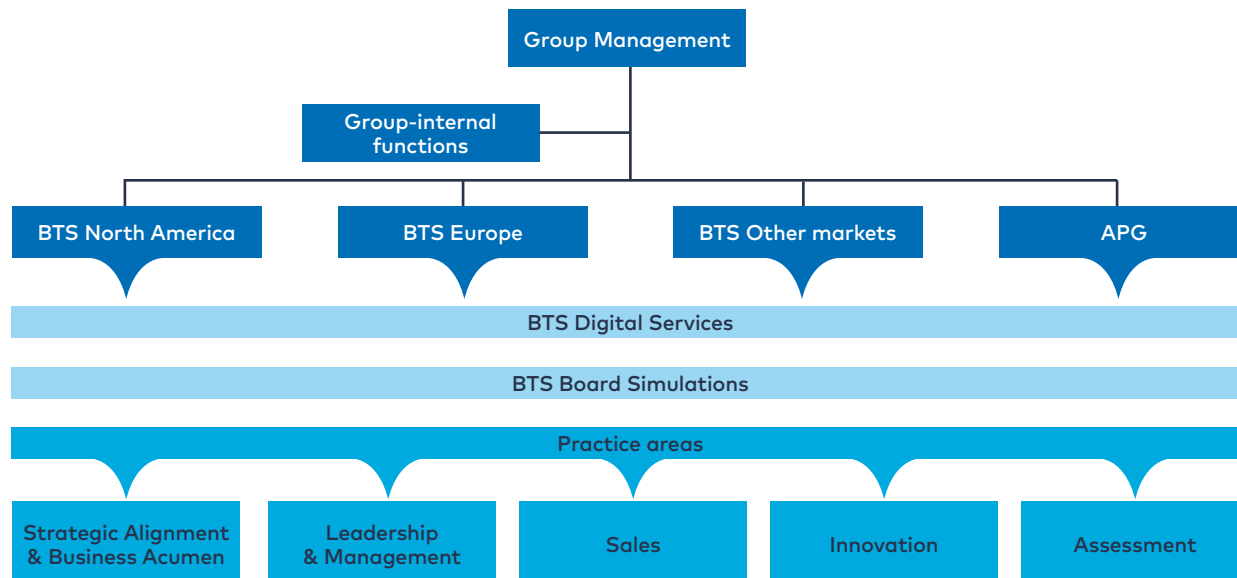 Group Management
Group-internal
functions
BTS North America
BTS Europe
BTS Other markets
APG
BTS Digital Services
BTS Board Simulations
Practice areas
Strategic Alignment
& Business Acumen
Leadership
& Management
Sales
Innovation
Assessment